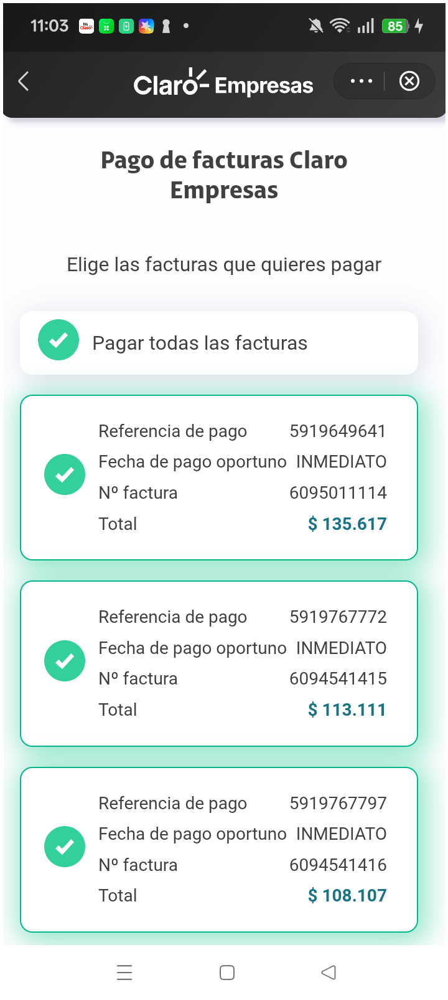 11:03
Mi Claro
85
Claro Empresas
Pago de facturas Claro
Empresas
Elige las facturas que quieres pagar
Pagar todas las facturas
Referencia de pago 5919649641
Fecha de pago oportuno INMEDIATO
Nº factura 6095011114
Total $ 135.617
Referencia de pago 5919767772
Fecha de pago oportuno INMEDIATO
Nº factura 6094541415
Total $ 113.111
Referencia de pago 5919767797
Fecha de pago oportuno INMEDIATO
Nº factura 6094541416
Total $ 108.107